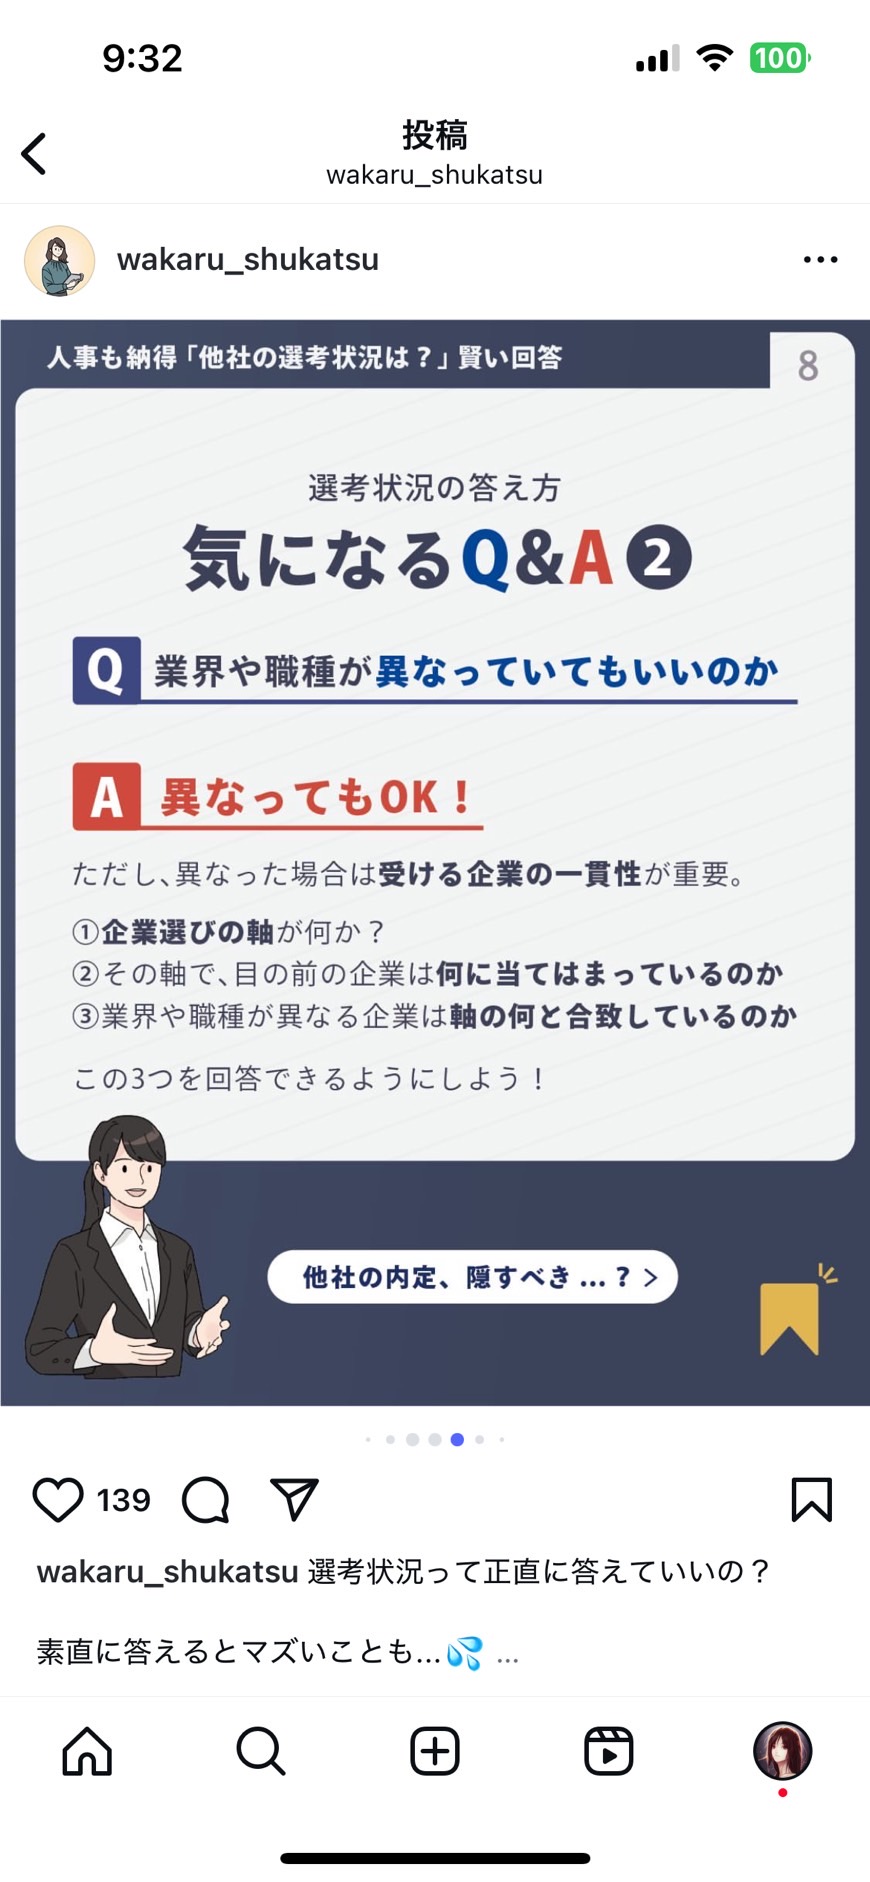 9:32
100
投稿
wakaru_shukatsu
wakaru_shukatsu
人事も納得「他社の選考状況は？」賢い回答
8
選考状況の答え方
気になるQ&A❷
Q 業界や職種が異なっていてもいいのか
A 異なってもOK！
ただし、異なった場合は受ける企業の一貫性が重要。
①企業選びの軸が何か？
②その軸で、目の前の企業は何に当てはまっているのか
③業界や職種が異なる企業は軸の何と合致しているのか
この3つを回答できるようにしよう！
他社の内定、隠すべき…？ >
139
wakaru_shukatsu 選考状況って正直に答えていいの？
素直に答えるとマズいことも…💦 ...